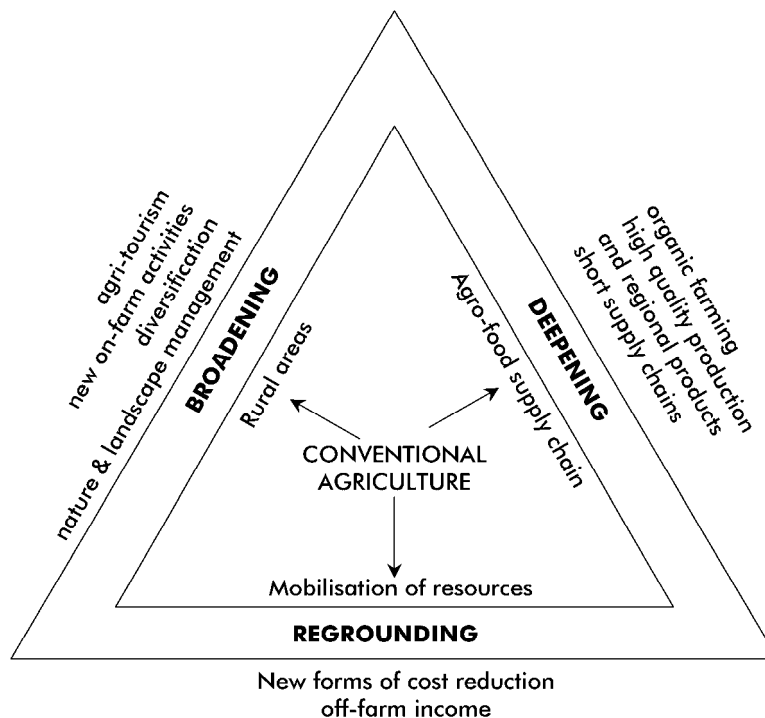 agri-tourism
new on-farm activities
diversification
nature & landscape management
BROADENING
Rural areas
organic farming
high quality production
and regional products
short supply chains
DEEPENING
Agro-food supply chain
CONVENTIONAL
AGRICULTURE
Mobilisation of resources
REGROUNDING
New forms of cost reduction
off-farm income